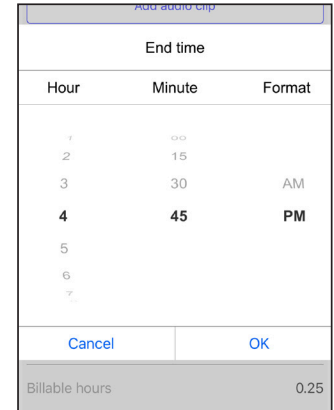 Add audio clip
End time
Hour Minute Format
1 00
2 15
3 30 AM
4 45 PM
5
6
7
Cancel OK
Billable hours 0.25